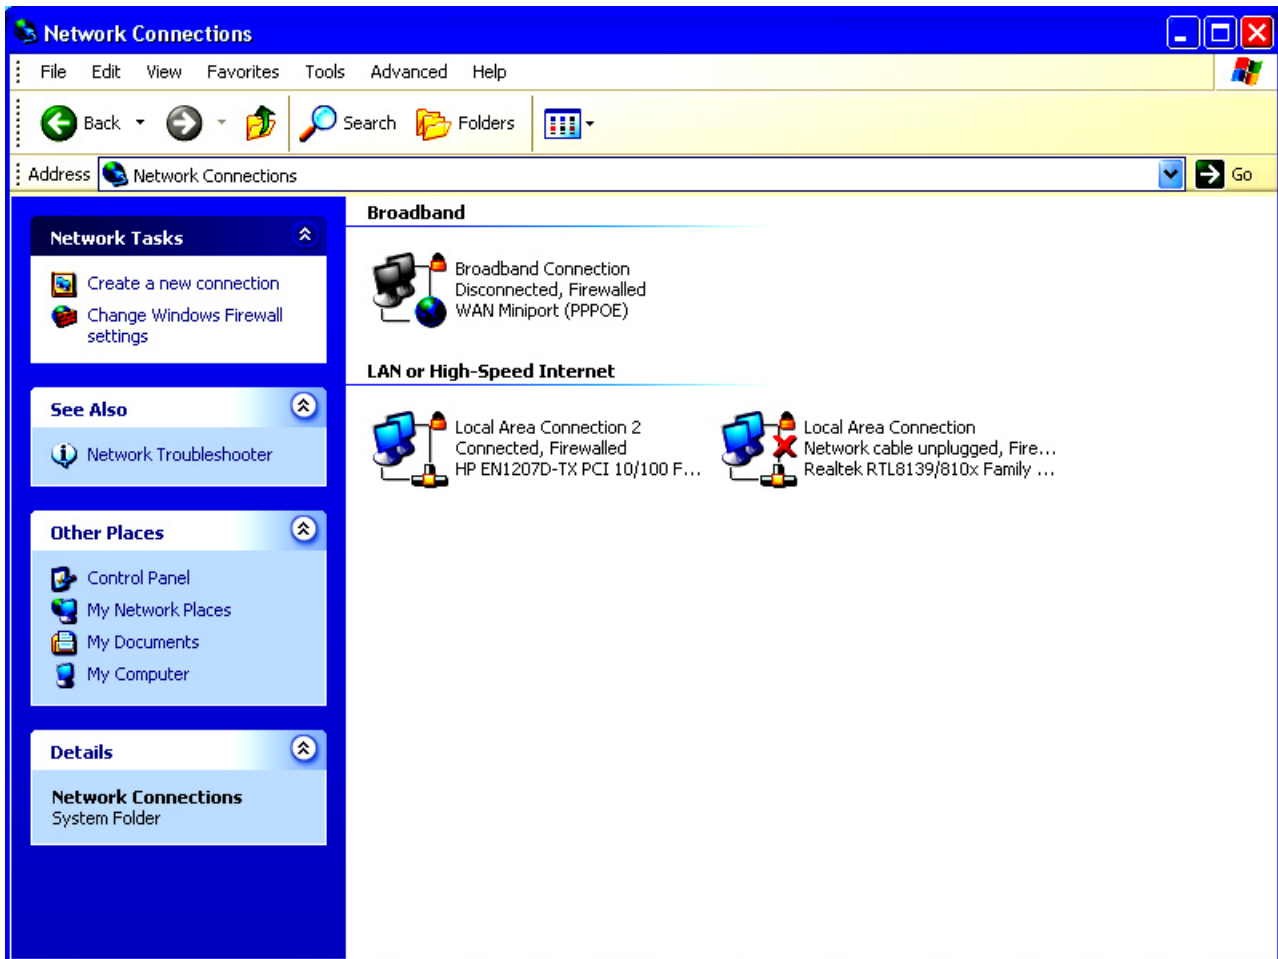 Network Connections
File Edit View Favorites Tools Advanced Help
Back Search Folders
Address Network Connections Go
Network Tasks
Create a new connection
Change Windows Firewall
settings
See Also
Network Troubleshooter
Other Places
Control Panel
My Network Places
My Documents
My Computer
Details
Network Connections
System Folder
Broadband
Broadband Connection
Disconnected, Firewalled
WAN Miniport (PPPOE)
LAN or High-Speed Internet
Local Area Connection 2
Connected, Firewalled
HP EN1207D-TX PCI 10/100 F...
Local Area Connection
Network cable unplugged, Fire...
Realtek RTL8139/810x Family ...